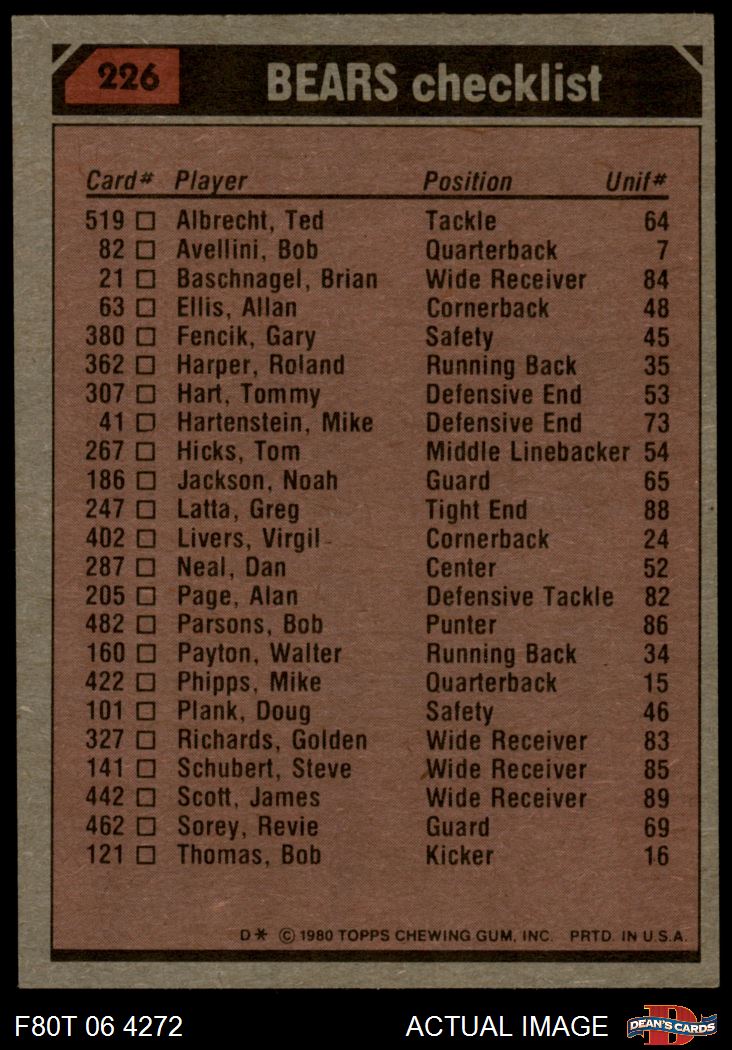 226 BEARS checklist
Card# Player Position Unif#
519 □ Albrecht, Ted Tackle 64
82 □ Avellini, Bob Quarterback 7
21 □ Baschnagel, Brian Wide Receiver 84
63 □ Ellis, Allan Cornerback 48
380 □ Fencik, Gary Safety 45
362 □ Harper, Roland Running Back 35
307 □ Hart, Tommy Defensive End 53
41 □ Hartenstein, Mike Defensive End 73
267 □ Hicks, Tom Middle Linebacker 54
186 □ Jackson, Noah Guard 65
247 □ Latta, Greg Tight End 88
402 □ Livers, Virgil Cornerback 24
287 □ Neal, Dan Center 52
205 □ Page, Alan Defensive Tackle 82
482 □ Parsons, Bob Punter 86
160 □ Payton, Walter Running Back 34
422 □ Phipps, Mike Quarterback 15
101 □ Plank, Doug Safety 46
327 □ Richards, Golden Wide Receiver 83
141 □ Schubert, Steve Wide Receiver 85
442 □ Scott, James Wide Receiver 89
462 □ Sorey, Revie Guard 69
121 □ Thomas, Bob Kicker 16
D* © 1980 TOPPS CHEWING GUM, INC. PRTD. IN U.S.A.
F80T 06 4272 ACTUAL IMAGE D DEAN'S CARDS